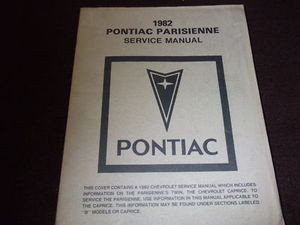 1982
PONTIAC PARISIENNE
SERVICE MANUAL
PONTIAC
THIS COVER CONTAINS A 1982 CHEVROLET SERVICE MANUAL WHICH INCLUDES
INFORMATION ON THE PARISIENNE'S TWIN, THE CHEVROLET CAPRICE. TO
SERVICE THE PARISIENNE, USE INFORMATION IN THIS MANUAL APPLICABLE TO
THE CAPRICE. THIS INFORMATION MAY BE FOUND UNDER SECTIONS LABELED
"B" MODELS OR CAPRICE.